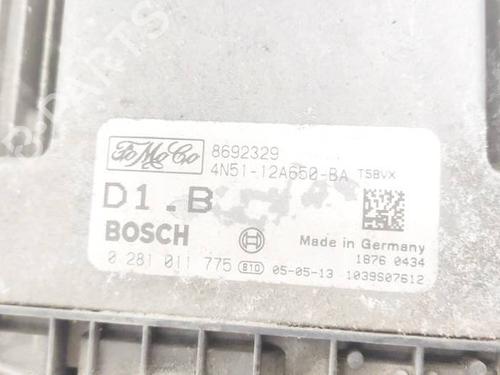 FoMoCo 8692329
4N51-12A650-BA T5BVX
D1.B
BOSCH
Made in Germany
1876 0434
0 281 011 775 E10 05-05-13 1039S07612